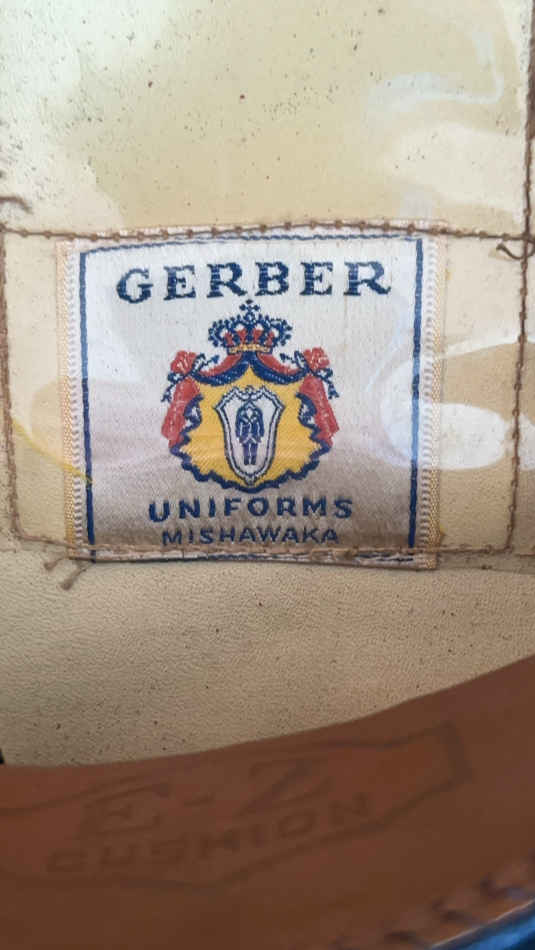 GERBER
UNIFORMS
MISHAWAKA
E-Z
CUSHION